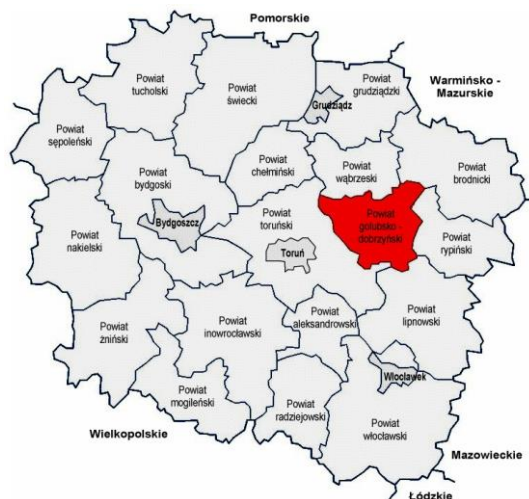 Pomorskie
Powiat
tucholski
Powiat
świecki
Powiat
grudziądzki
Grudziądz
Warmińsko -
Mazurskie
Powiat
sępoleński
Powiat
chełmiński
Powiat
wąbrzeski
Powiat
brodnicki
Powiat
bydgoski
Bydgoszcz
Powiat
toruński
Toruń
Powiat
golubsko -
dobrzyński
Powiat
rypiński
Powiat
nakielski
Powiat
żniński
Powiat
inowrocławski
Powiat
aleksandrowski
Powiat
lipnowski
Włocławek
Powiat
mogileński
Powiat
radziejowski
Powiat
włocławski
Wielkopolskie
Mazowieckie
Łódzkie